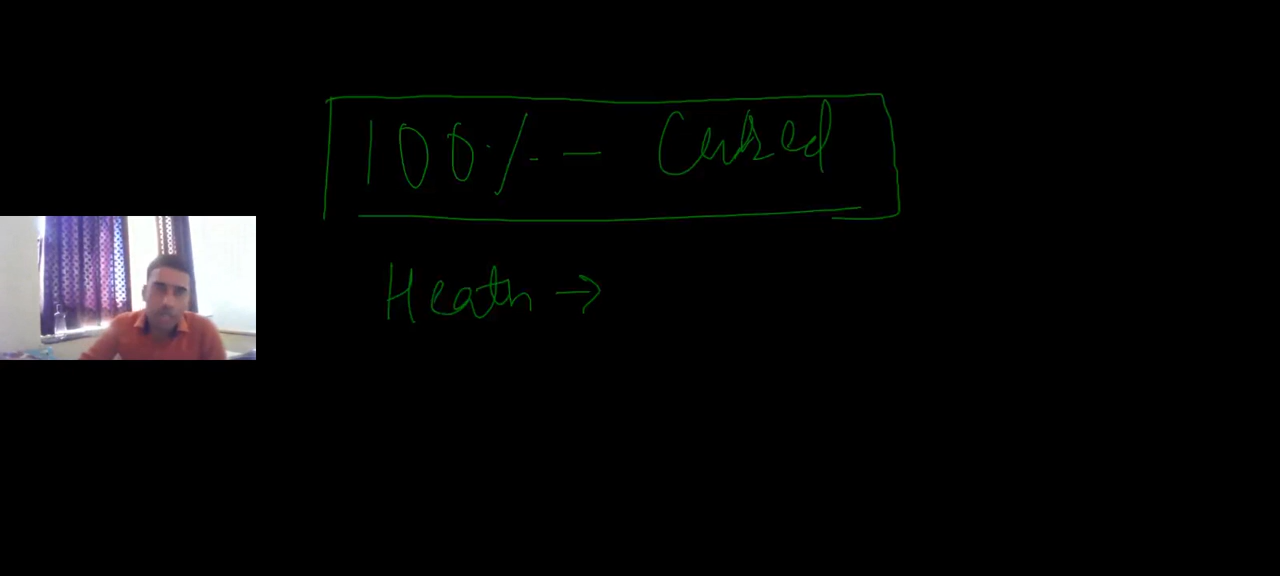 100% - Cured
Heath →